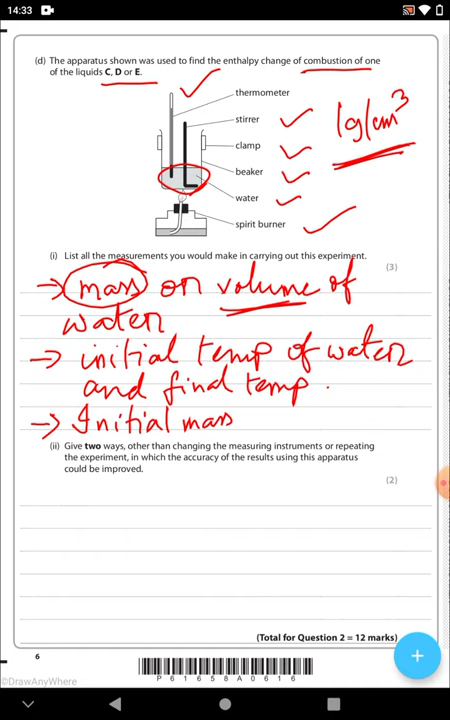 14:33
(d) The apparatus shown was used to find the enthalpy change of combustion of one
of the liquids C, D or E.
thermometer
stirrer
clamp
beaker
water
spirit burner
1g/cm³
(i) List all the measurements you would make in carrying out this experiment.
(3)
→ mass or volume of
water
→ initial temp of water
and final temp.
→ Initial mass
(ii) Give two ways, other than changing the measuring instruments or repeating
the experiment, in which the accuracy of the results using this apparatus
could be improved.
(2)
(Total for Question 2 = 12 marks)
6
+
P 6 1 6 5 8 A 0 6 1 6
©DrawAnyWhere